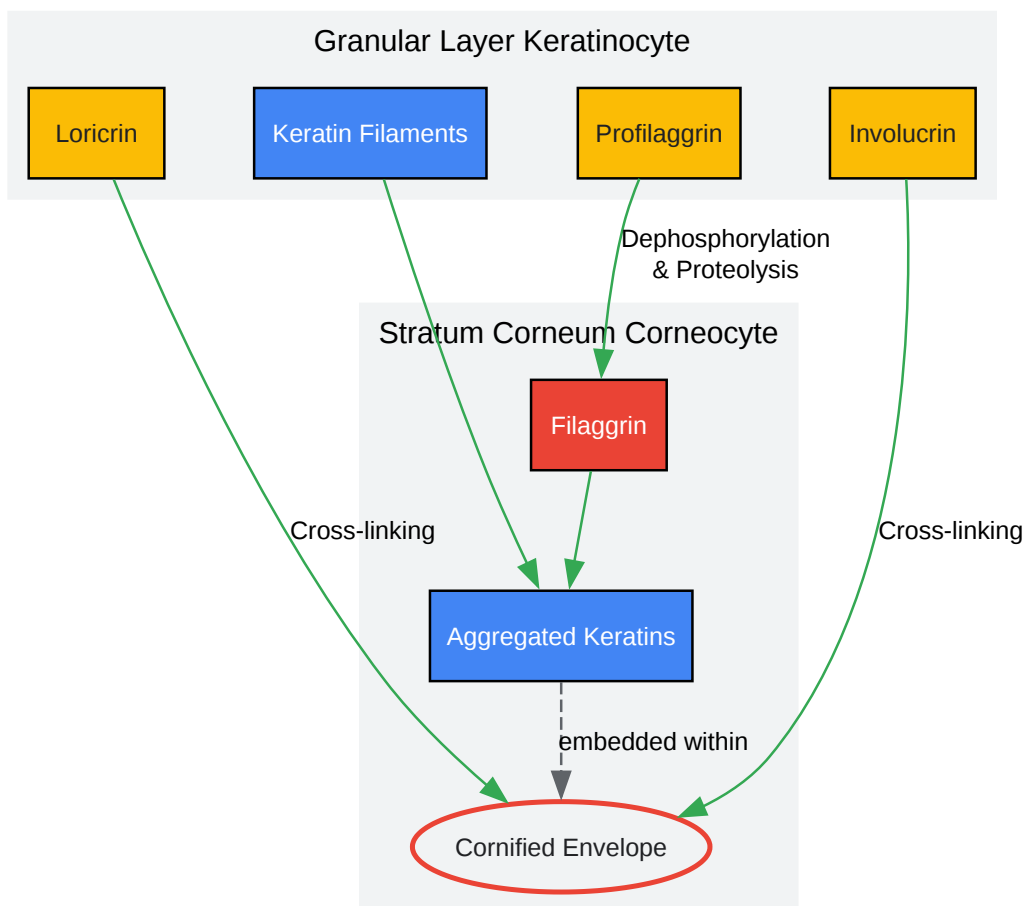 Granular Layer Keratinocyte
Loricrin
Keratin Filaments
Profilaggrin
Involucrin
Dephosphorylation
& Proteolysis
Stratum Corneum Corneocyte
Filaggrin
Cross-linking
Cross-linking
Aggregated Keratins
embedded within
Cornified Envelope